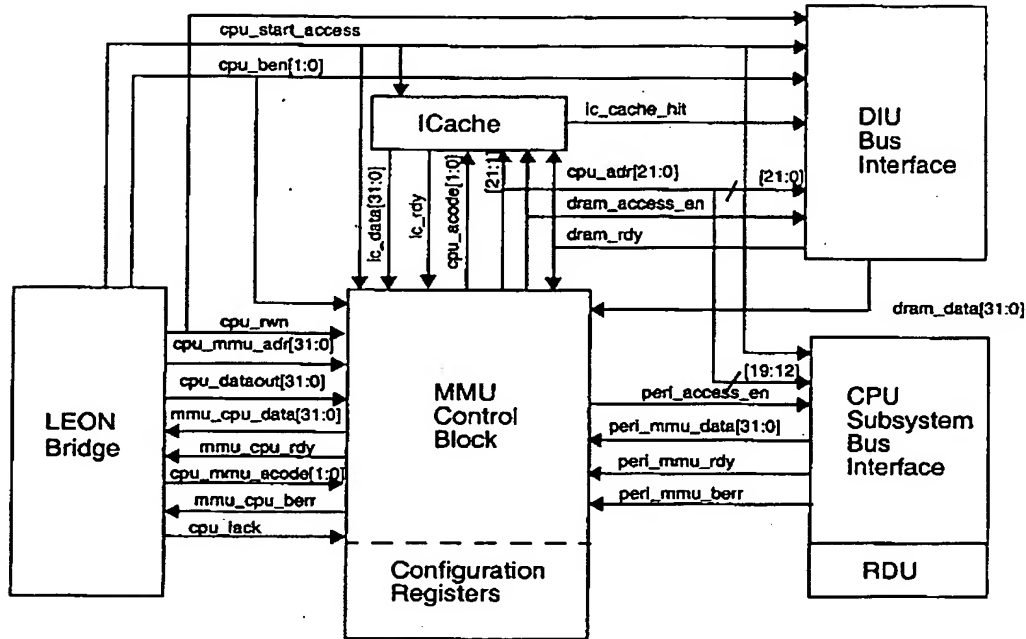 cpu_start_access
cpu_ben[1:0]
ICache
ic_cache_hit
DIU
Bus
Interface
ic_data[31:0]
ic_rdy
cpu_acode[1:0]
[21:1]
cpu_adr[21:0]
[21:0]
dram_access_en
dram_rdy
dram_data[31:0]
LEON
Bridge
cpu_rwn
cpu_mmu_adr[31:0]
cpu_dataout[31:0]
mmu_cpu_data[31:0]
mmu_cpu_rdy
cpu_mmu_acode[1:0]
mmu_cpu_berr
cpu_iack
MMU
Control
Block
Configuration
Registers
[19:12]
peri_access_en
peri_mmu_data[31:0]
peri_mmu_rdy
peri_mmu_berr
CPU
Subsystem
Bus
Interface
RDU